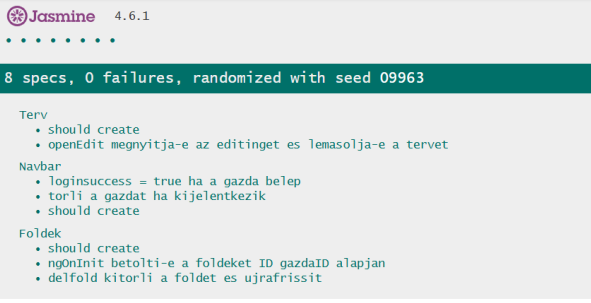 Jasmine 4.6.1
• • • • • • • •
8 specs, 0 failures, randomized with seed 09963
Terv
• should create
• openEdit megnyitja-e az editinget es lemasolja-e a tervet
Navbar
• loginsuccess = true ha a gazda belep
• torli a gazdat ha kijelentkezik
• should create
Foldek
• should create
• ngOnInit betolti-e a foldeket ID gazdaID alapjan
• delfold kitorli a foldet es ujrafrissit